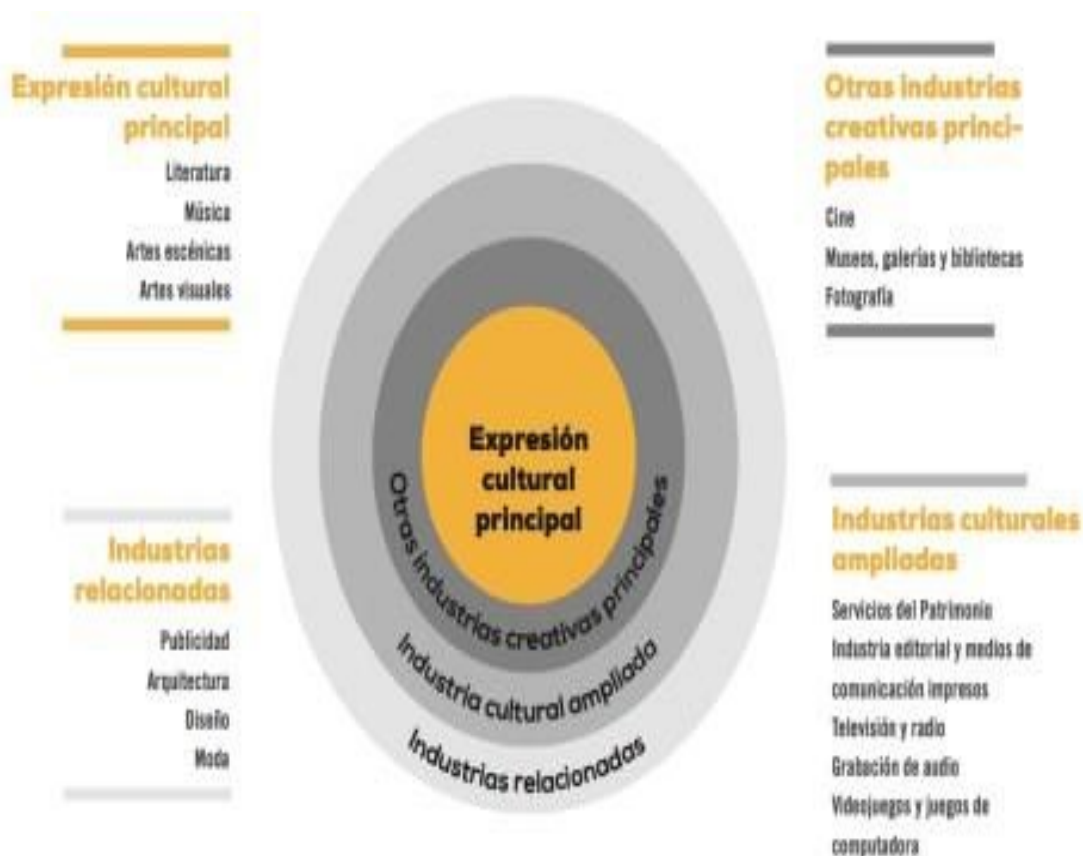 Expresión cultural
principal
Literatura
Música
Artes escénicas
Artes visuales
Otras industrias
creativas princi-
pales
Cine
Museos, galerías y bibliotecas
Fotografía
Expresión
cultural
principal
Otras industrias creativas principales
Industria cultural ampliada
Industrias relacionadas
Industrias
relacionadas
Publicidad
Arquitectura
Diseño
Moda
Industrias culturales
ampliadas
Servicios del Patrimonio
Industria editorial y medios de
comunicación impresos
Televisión y radio
Grabación de audio
Videojuegos y juegos de
computadora